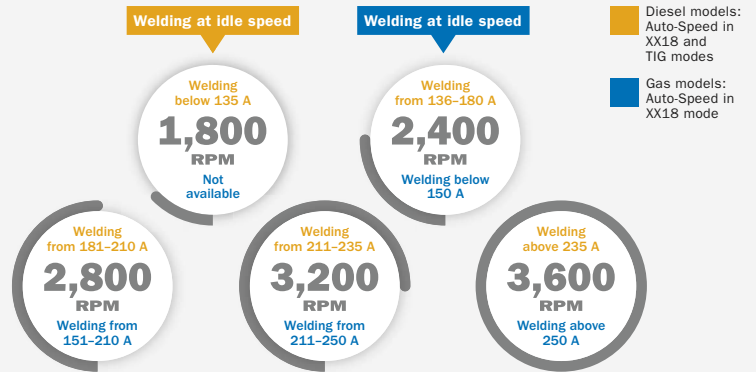 Welding at idle speed
Welding at idle speed
Diesel models:
Auto-Speed in
XX18 and
TIG modes
Gas models:
Auto-Speed in
XX18 mode
Welding
below 135 A
1,800
RPM
Not
available
Welding
from 136–180 A
2,400
RPM
Welding below
150 A
Welding
from 181–210 A
2,800
RPM
Welding from
151–210 A
Welding
from 211–235 A
3,200
RPM
Welding from
211–250 A
Welding
above 235 A
3,600
RPM
Welding above
250 A